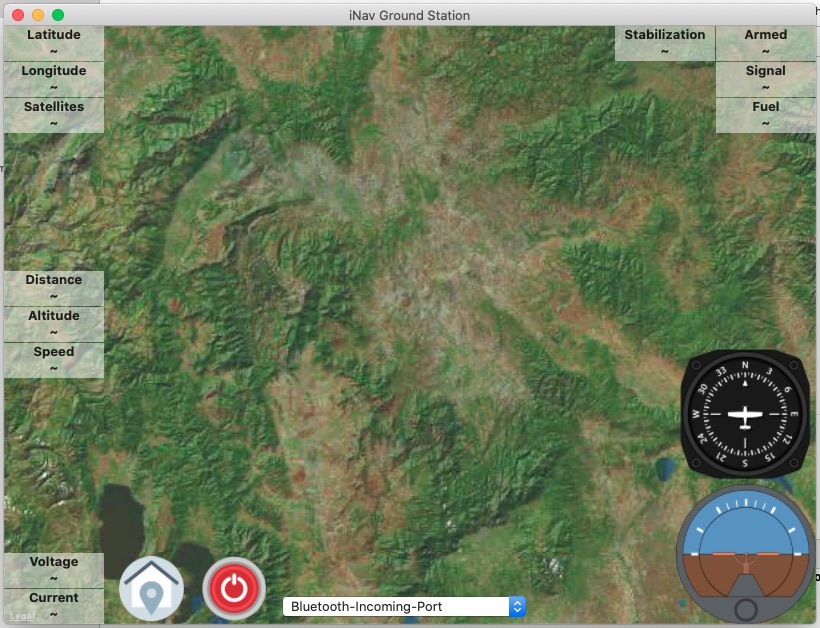 iNav Ground Station
Latitude
~
Longitude
~
Satellites
~
Stabilization
~
Armed
~
Signal
~
Fuel
~
Distance
~
Altitude
~
Speed
~
N
3
6
E
12
15
S
21
24
W
30
33
Voltage
~
Current
~
Legal
Bluetooth-Incoming-Port